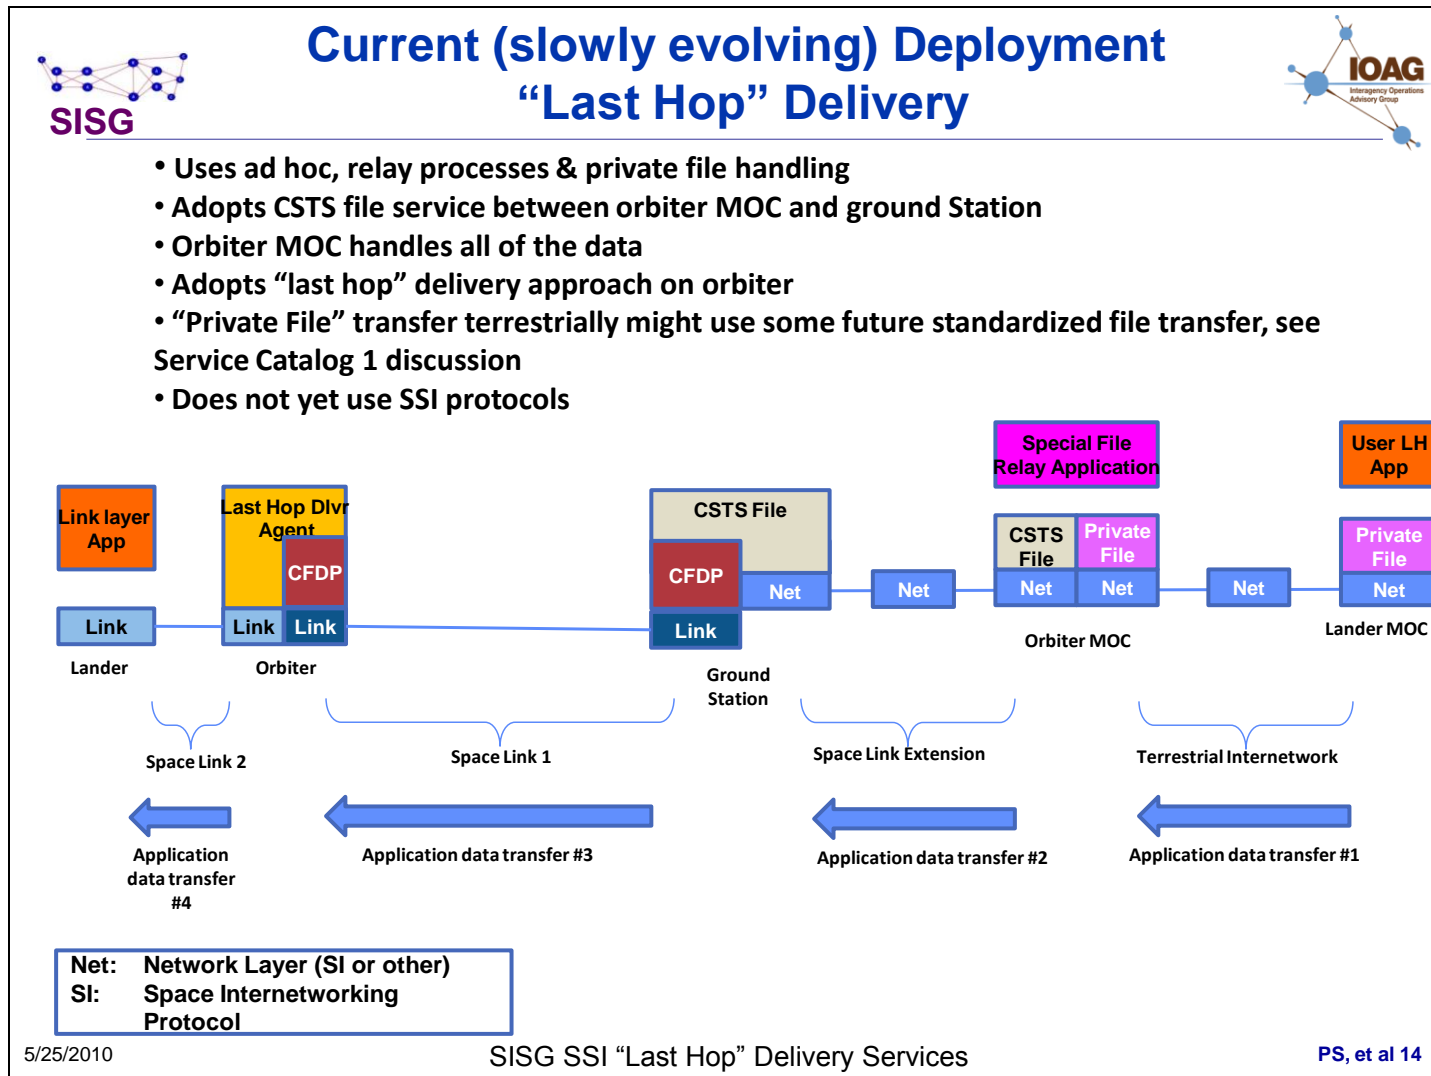 Current (slowly evolving) Deployment
“Last Hop” Delivery
SISG
IOAG
Interagency Operations
Advisory Group
• Uses ad hoc, relay processes & private file handling
• Adopts CSTS file service between orbiter MOC and ground Station
• Orbiter MOC handles all of the data
• Adopts “last hop” delivery approach on orbiter
• “Private File” transfer terrestrially might use some future standardized file transfer, see
Service Catalog 1 discussion
• Does not yet use SSI protocols
Link layer
App
Link
Lander
Last Hop Dlvr
Agent
CFDP
Link
Link
Orbiter
CSTS File
CFDP
Net
Link
Ground
Station
Net
Special File
Relay Application
CSTS
File
Private
File
Net
Net
Orbiter MOC
Net
User LH
App
Private
File
Net
Lander MOC
Space Link 2
Space Link 1
Space Link Extension
Terrestrial Internetwork
Application
data transfer
#4
Application data transfer #3
Application data transfer #2
Application data transfer #1
Net: Network Layer (SI or other)
SI: Space Internetworking
Protocol
5/25/2010
SISG SSI “Last Hop” Delivery Services
PS, et al 14